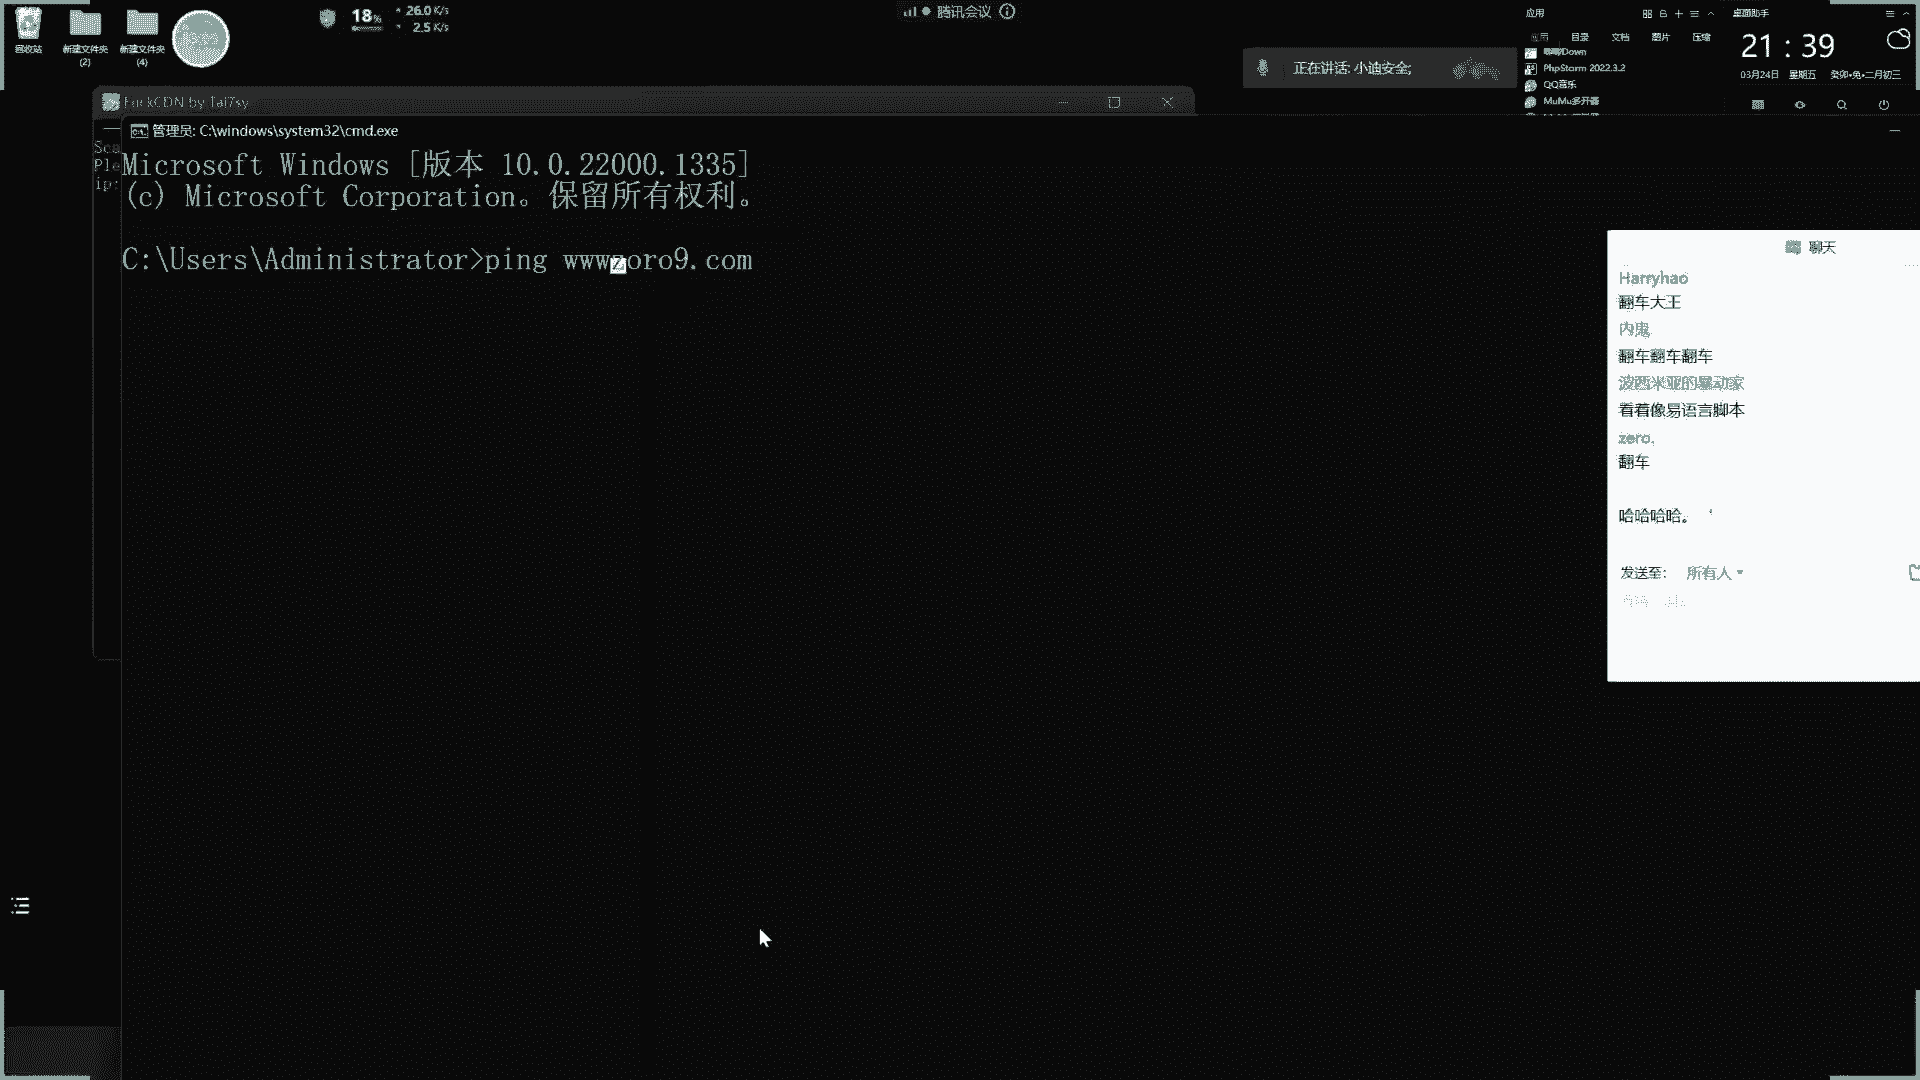 回收站
新建文件夹 (2)
新建文件夹 (4)
18%
26.0 K/s
2.5 K/s
腾讯会议
正在讲话: 小迪安全;
应用
目录
文档
图片
压缩
PhpStorm 2022.3.2
QQ音乐
MuMu多开器
桌面助手
21 : 39
03月24日 星期五 癸卯•兔•二月初三
FuckCDN by Tai7sy
Sca
Ple
ip:
管理员: C:\windows\system32\cmd.exe
Microsoft Windows [版本 10.0.22000.1335]
(c) Microsoft Corporation。保留所有权利。
C:\Users\Administrator>ping wwwzoro9.com
聊天
Harryhao
翻车大王
内鬼
翻车翻车翻车
波西米亚的暴动家
看着像易语言脚本
zero.
翻车
哈哈哈哈。
发送至: 所有人